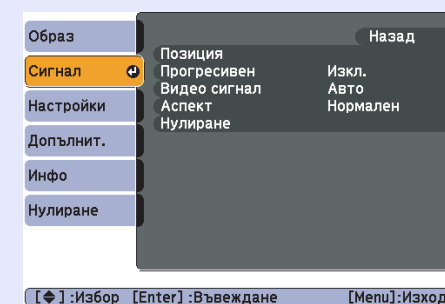 Образ
Сигнал
Настройки
Допълнит.
Инфо
Нулиране
Назад
Позиция
Прогресивен Изкл.
Видео сигнал Авто
Аспект Нормален
Нулиране
[ ] :Избор [Enter] :Въвеждане [Menu]:Изход